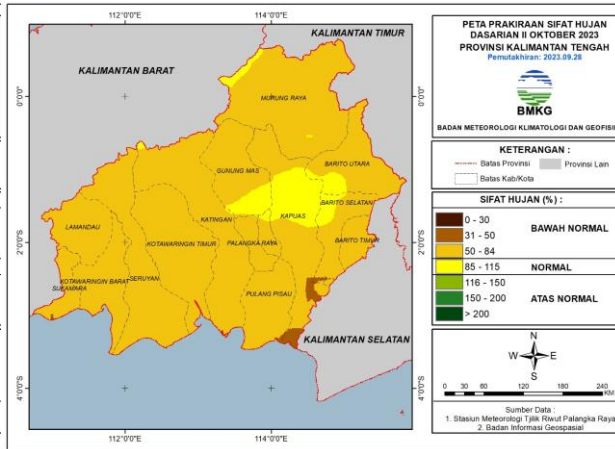 PETA PRAKIRAAN SIFAT HUJAN
DASARIAN II OKTOBER 2023
PROVINSI KALIMANTAN TENGAH
Pemutakhiran: 2023.09.26
BMKG
BADAN METEOROLOGI KLIMATOLOGI DAN GEOFISI
KETERANGAN :
Batas Provinsi
Provinsi Lain
Batas Kab/Kota
SIFAT HUJAN (%) :
0 - 30
31 - 50
BAWAH NORMAL
50 - 84
85 - 115
NORMAL
116 - 150
150 - 200
ATAS NORMAL
> 200
N
W
E
S
0 30 60 120 180 240
KM
Sumber Data :
1. Stasiun Meteorologi Tjilik Riwut Palangka Raya
2. Badan Informasi Geospasial
112°0'0"E
114°0'0"E
KALIMANTAN TIMUR
KALIMANTAN BARAT
0°0'0"
0°0'0"
MURUNG RAYA
BARITO UTARA
GUNUNG MAS
BARITO SELATAN
KATINGAN
KAPUAS
LAMANDAU
KOTAWARINGIN TIMUR
PALANGKA RAYA
BARITO TIMUR
2°0'0"S
2°0'0"S
KOTAWARINGIN BARAT
SERUYAN
SUKAMARA
PULANG PISAU
KALIMANTAN SELATAN
4°0'0"S
4°0'0"S
112°0'0"E
114°0'0"E